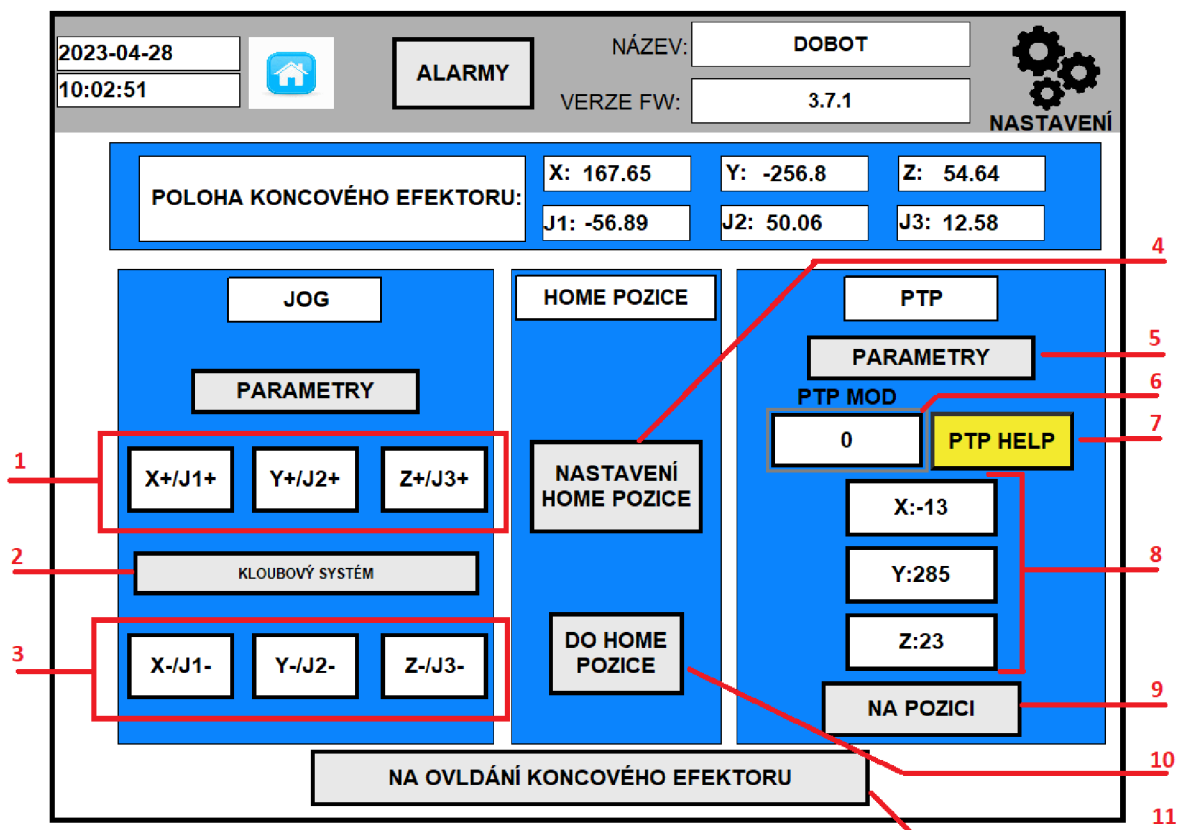 2023-04-28
10:02:51
ALARMY
NÁZEV:
DOBOT
VERZE FW:
3.7.1
NASTAVENÍ
POLOHA KONCOVÉHO EFEKTORU:
X: 167.65
Y: -256.8
Z: 54.64
J1: -56.89
J2: 50.06
J3: 12.58
4
JOG
HOME POZICE
PTP
PARAMETRY
5
PARAMETRY
PTP MOD
6
0
PTP HELP
7
1
X+/J1+
Y+/J2+
Z+/J3+
NASTAVENÍ
HOME POZICE
X:-13
2
KLOUBOVÝ SYSTÉM
Y:285
8
3
X-/J1-
Y-/J2-
Z-/J3-
DO HOME
POZICE
Z:23
NA POZICI
9
10
NA OVLDÁNÍ KONCOVÉHO EFEKTORU
11